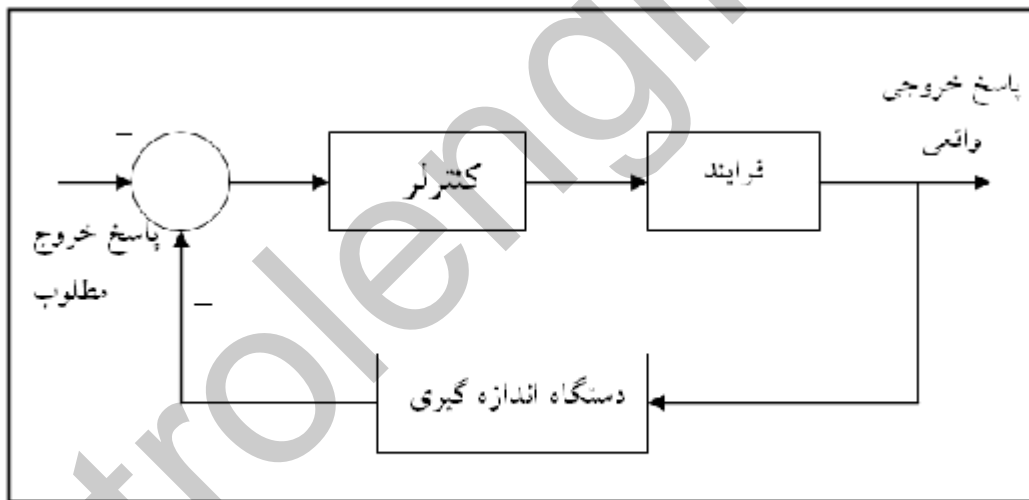 پاسخ خروجی
واقعی
–
کنترلر
فرایند
پاسخ خروج
مطلوب
–
دستگاه اندازه گیری